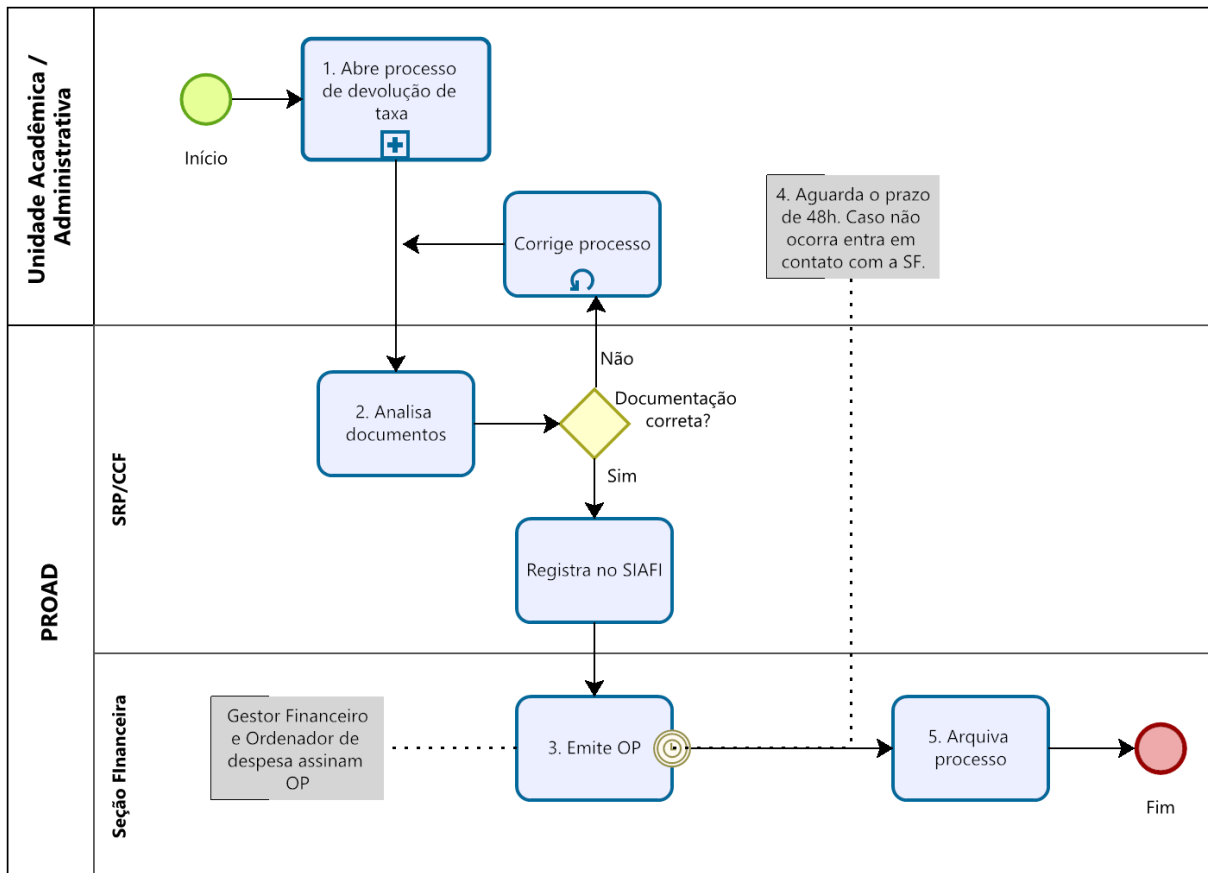 Unidade Acadêmica /
Administrativa
Início
1. Abre processo
de devolução de
taxa
Corrige processo
4. Aguarda o prazo
de 48h. Caso não
ocorra entra em
contato com a SF.
PROAD
SRP/CCF
2. Analisa
documentos
Não
Documentação
correta?
Sim
Registra no SIAFI
Seção FInanceira
Gestor Financeiro
e Ordenador de
despesa assinam
OP
3. Emite OP
5. Arquiva
processo
Fim